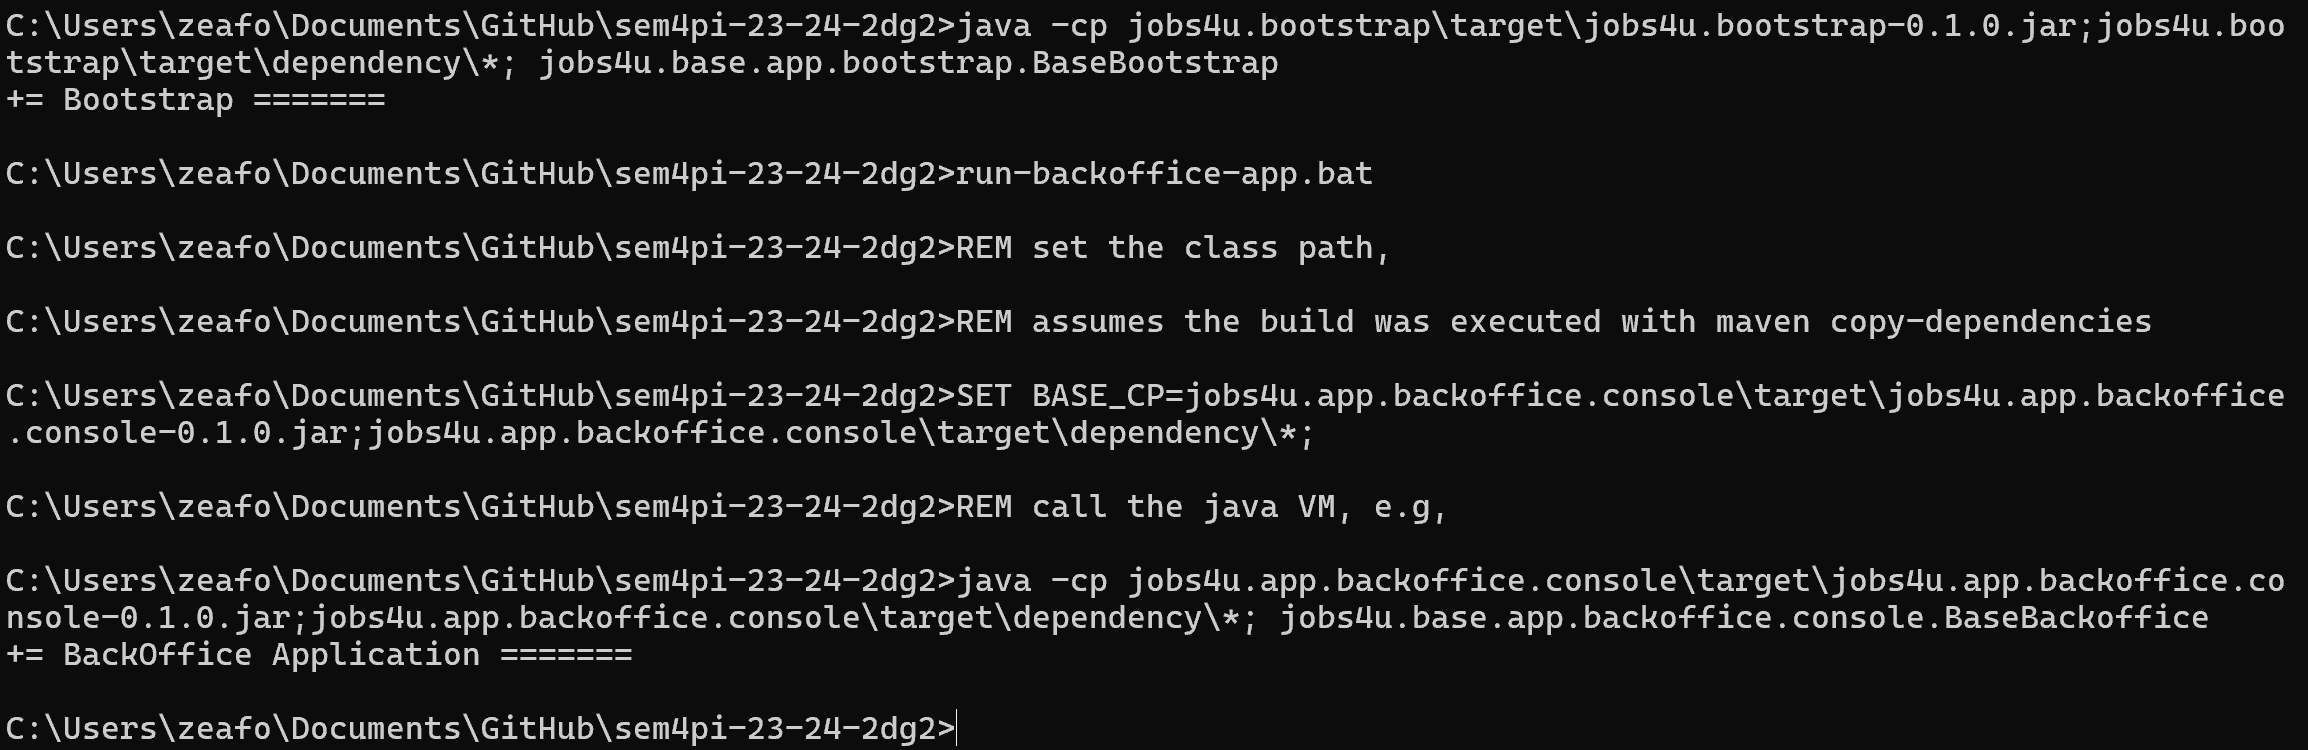 C:\Users\zeafo\Documents\GitHub\sem4pi-23-24-2dg2>java -cp jobs4u.bootstrap\target\jobs4u.bootstrap-0.1.0.jar;jobs4u.boo
tstrap\target\dependency\*; jobs4u.base.app.bootstrap.BaseBootstrap
+= Bootstrap =======
C:\Users\zeafo\Documents\GitHub\sem4pi-23-24-2dg2>run-backoffice-app.bat
C:\Users\zeafo\Documents\GitHub\sem4pi-23-24-2dg2>REM set the class path,
C:\Users\zeafo\Documents\GitHub\sem4pi-23-24-2dg2>REM assumes the build was executed with maven copy-dependencies
C:\Users\zeafo\Documents\GitHub\sem4pi-23-24-2dg2>SET BASE_CP=jobs4u.app.backoffice.console\target\jobs4u.app.backoffice
.console-0.1.0.jar;jobs4u.app.backoffice.console\target\dependency\*;
C:\Users\zeafo\Documents\GitHub\sem4pi-23-24-2dg2>REM call the java VM, e.g,
C:\Users\zeafo\Documents\GitHub\sem4pi-23-24-2dg2>java -cp jobs4u.app.backoffice.console\target\jobs4u.app.backoffice.co
nsole-0.1.0.jar;jobs4u.app.backoffice.console\target\dependency\*; jobs4u.base.app.backoffice.console.BaseBackoffice
+= BackOffice Application =======
C:\Users\zeafo\Documents\GitHub\sem4pi-23-24-2dg2>